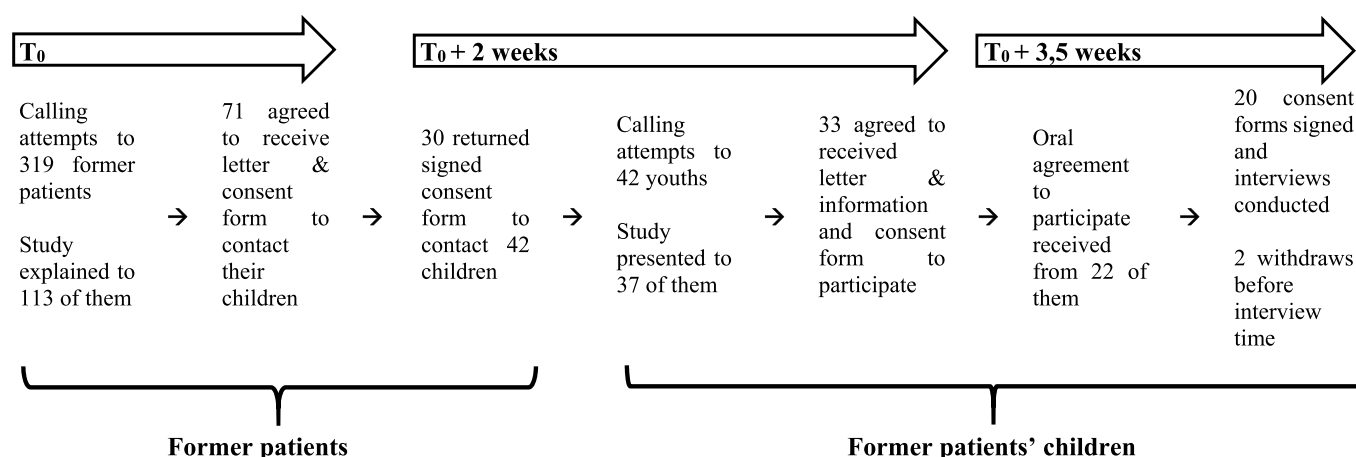 T0
T0 + 2 weeks
T0 + 3,5 weeks
Calling
attempts to
319 former
patients
Study
explained to
113 of them
→
71 agreed
to receive
letter &
consent
form to
contact
their
children
→
30 returned
signed
consent
form to
contact 42
children
→
Calling
attempts to
42 youths
Study
presented to
37 of them
→
33 agreed to
received
letter &
information
and consent
form to
participate
→
Oral
agreement
to
participate
received
from 22 of
them
→
20 consent
forms signed
and
interviews
conducted
2 withdraws
before
interview
time
Former patients
Former patients’ children